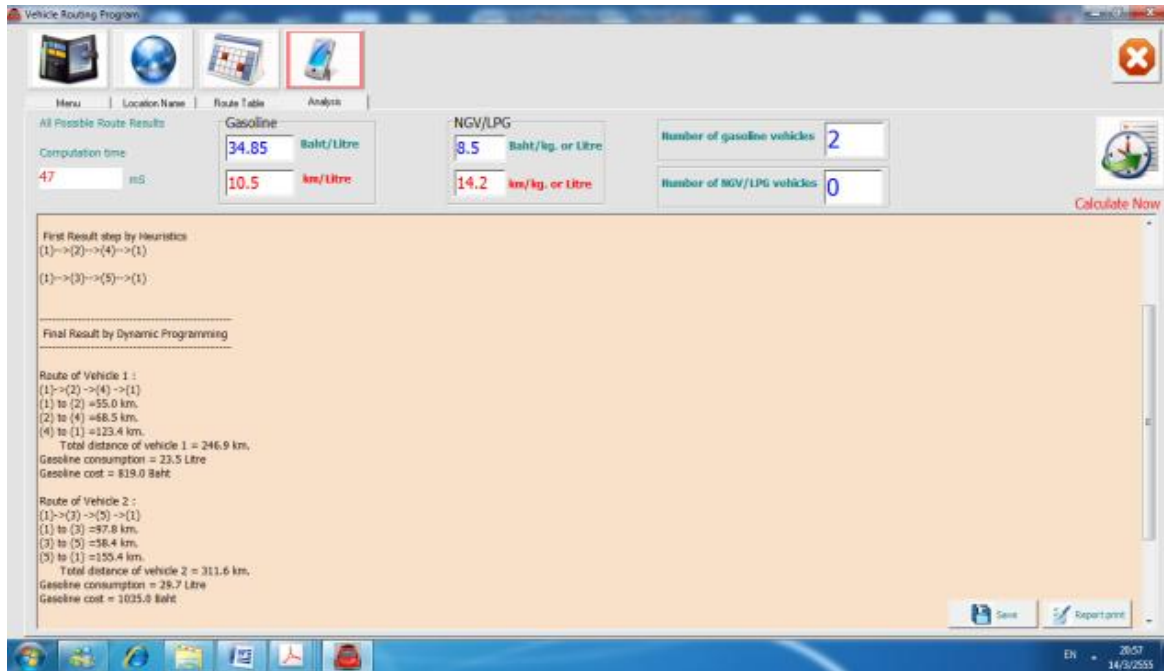 Vehicle Routing Program
Menu
Location Name
Route Table
Analysis
All Possible Route Results
Computation time
47 mS
Gasoline
34.85 Baht/Litre
10.5 km/Litre
NGV/LPG
8.5 Baht/kg. or Litre
14.2 km/kg. or Litre
Number of gasoline vehicles 2
Number of NGV/LPG vehicles 0
Calculate Now
First Result step by Heuristics
(1)-->(2)-->(4)-->(1)
(1)-->(3)-->(5)-->(1)
Final Result by Dynamic Programming
Route of Vehicle 1 :
(1)->(2) ->(4) ->(1)
(1) to (2) =55.0 km.
(2) to (4) =68.5 km.
(4) to (1) =123.4 km.
Total distance of vehicle 1 = 246.9 km.
Gasoline consumption = 23.5 Litre
Gasoline cost = 819.0 Baht
Route of Vehicle 2 :
(1)->(3) ->(5) ->(1)
(1) to (3) =97.8 km.
(3) to (5) =58.4 km.
(5) to (1) =155.4 km.
Total distance of vehicle 2 = 311.6 km.
Gasoline consumption = 29.7 Litre
Gasoline cost = 1035.0 Baht
Save
Report print
EN
20:57
14/3/2555